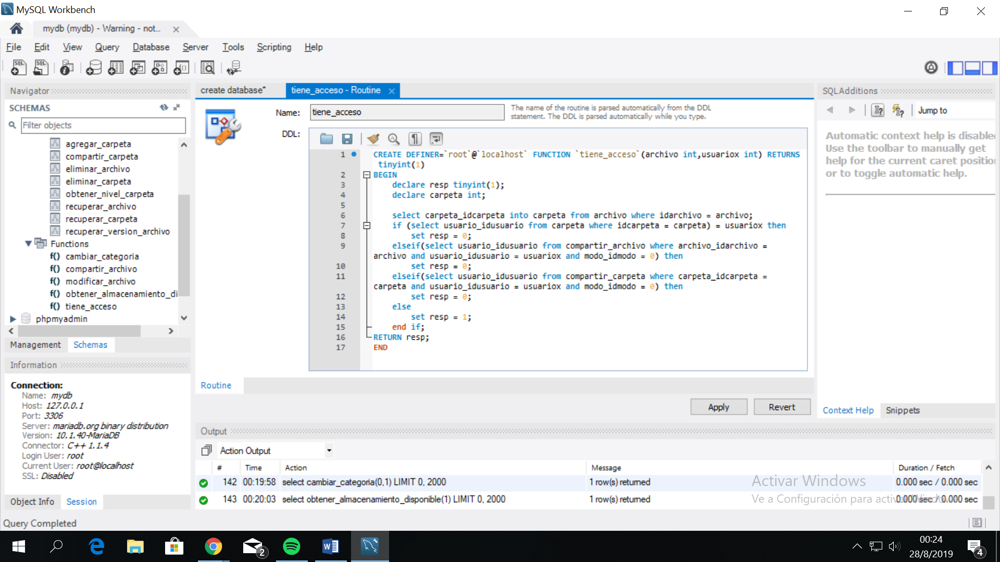 MySQL Workbench
mydb (mydb) - Warning - not...
File Edit View Query Database Server Tools Scripting Help
Navigator
SCHEMAS
Filter objects
agregar_carpeta
compartir_carpeta
eliminar_archivo
eliminar_carpeta
obtener_nivel_carpeta
recuperar_archivo
recuperar_carpeta
recuperar_version_archivo
Functions
f() cambiar_categoria
f() compartir_archivo
f() modificar_archivo
f() obtener_almacenamiento_di
f() tiene_acceso
phpmyadmin
Management Schemas
Information
Connection:
Name: mydb
Host: 127.0.0.1
Port: 3306
Server: mariadb.org binary distribution
Version: 10.1.40-MariaDB
Connector: C++ 1.1.4
Login User: root
Current User: root@localhost
SSL: Disabled
Object Info Session
create database* tiene_acceso - Routine
Name: tiene_acceso
The name of the routine is parsed automatically from the DDL
statement. The DDL is parsed automatically while you type.
DDL:
1 CREATE DEFINER=`root`@`localhost` FUNCTION `tiene_acceso`(archivo int,usuariox int) RETURNS
tinyint(1)
2 BEGIN
3 declare resp tinyint(1);
4 declare carpeta int;
5
6 select carpeta_idcarpeta into carpeta from archivo where idarchivo = archivo;
7 if (select usuario_idusuario from carpeta where idcarpeta = carpeta) = usuariox then
8 set resp = 0;
9 elseif(select usuario_idusuario from compartir_archivo where archivo_idarchivo =
archivo and usuario_idusuario = usuariox and modo_idmodo = 0) then
10 set resp = 0;
11 elseif(select usuario_idusuario from compartir_carpeta where carpeta_idcarpeta =
carpeta and usuario_idusuario = usuariox and modo_idmodo = 0) then
12 set resp = 0;
13 else
14 set resp = 1;
15 end if;
16 RETURN resp;
17 END
Routine
Apply Revert
SQLAdditions
Jump to
Automatic context help is disable
Use the toolbar to manually get
help for the current caret positio
or to toggle automatic help.
Context Help Snippets
Output
Action Output
# Time Action Message Duration / Fetch
142 00:19:58 select cambiar_categoria(0,1) LIMIT 0, 2000 1 row(s) returned 0.000 sec / 0.000 sec
143 00:20:03 select obtener_almacenamiento_disponible(1) LIMIT 0, 2000 1 row(s) returned 0.000 sec / 0.000 sec
Activar Windows
Ve a Configuración para activar Windows.
Query Completed
2
00:24
28/8/2019
4